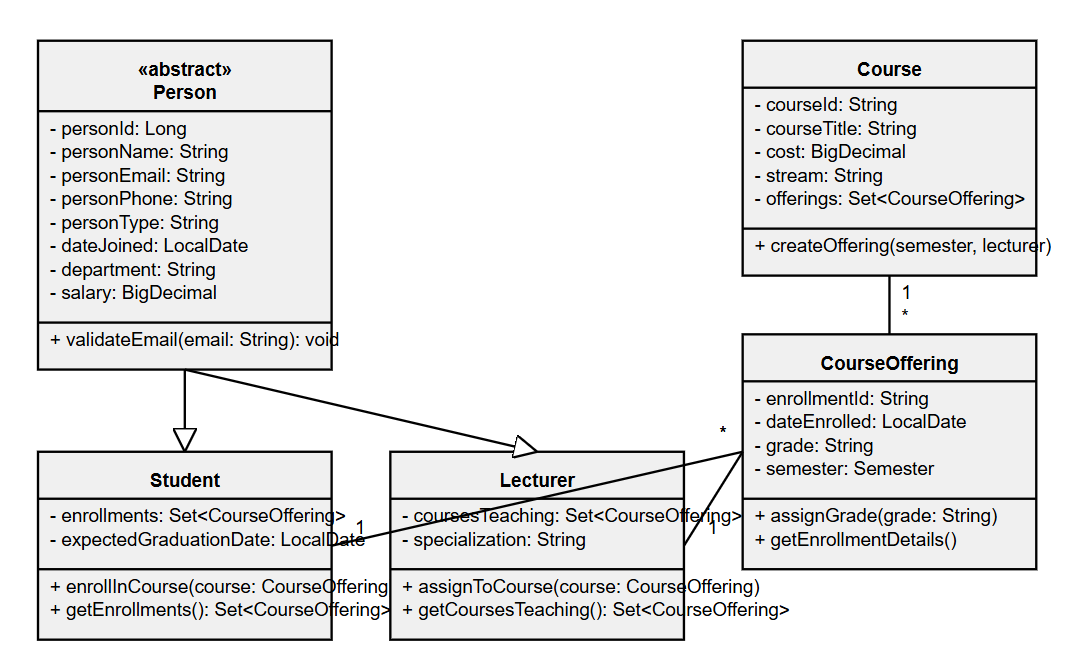 «abstract»
Person
- personId: Long
- personName: String
- personEmail: String
- personPhone: String
- personType: String
- dateJoined: LocalDate
- department: String
- salary: BigDecimal
+ validateEmail(email: String): void
Course
- courseId: String
- courseTitle: String
- cost: BigDecimal
- stream: String
- offerings: Set<CourseOffering>
+ createOffering(semester, lecturer)
1
*
CourseOffering
- enrollmentId: String
- dateEnrolled: LocalDate
- grade: String
- semester: Semester
+ assignGrade(grade: String)
+ getEnrollmentDetails()
*
Student
- enrollments: Set<CourseOffering>
- expectedGraduationDate: LocalDate
+ enrollInCourse(course: CourseOffering
+ getEnrollments(): Set<CourseOffering>
1
Lecturer
- coursesTeaching: Set<CourseOffering>
- specialization: String
+ assignToCourse(course: CourseOffering)
+ getCoursesTeaching(): Set<CourseOffering>
1